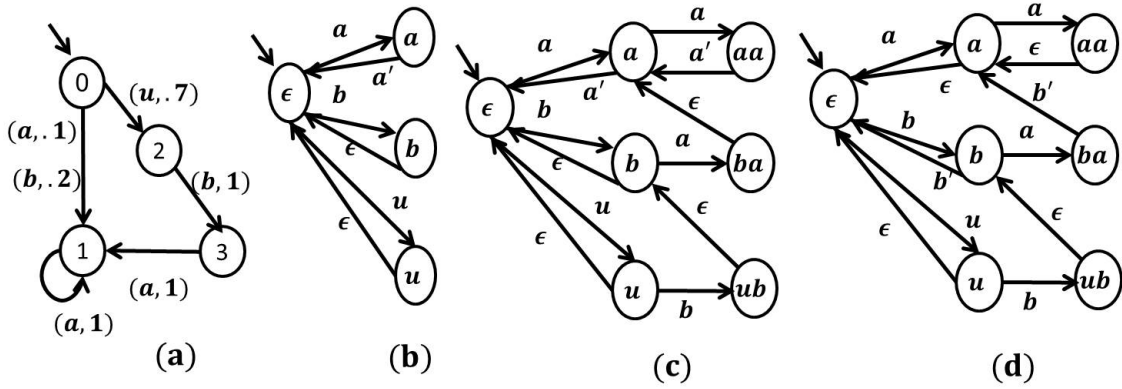 0
(u, .7)
(a, .1)
2
(b, .2)
(b, 1)
1
3
(a, 1)
(a, 1)
(a)
a
a
a′
ϵ
b
b
ϵ
u
ϵ
u
(b)
a
a
a
aa
a′
a′
ϵ
b
ϵ
a
b
ba
ϵ
u
ϵ
ϵ
u
ub
b
(c)
a
a
a
aa
ϵ
ϵ
ϵ
b′
b
a
b
ba
b′
u
ϵ
ϵ
u
ub
b
(d)